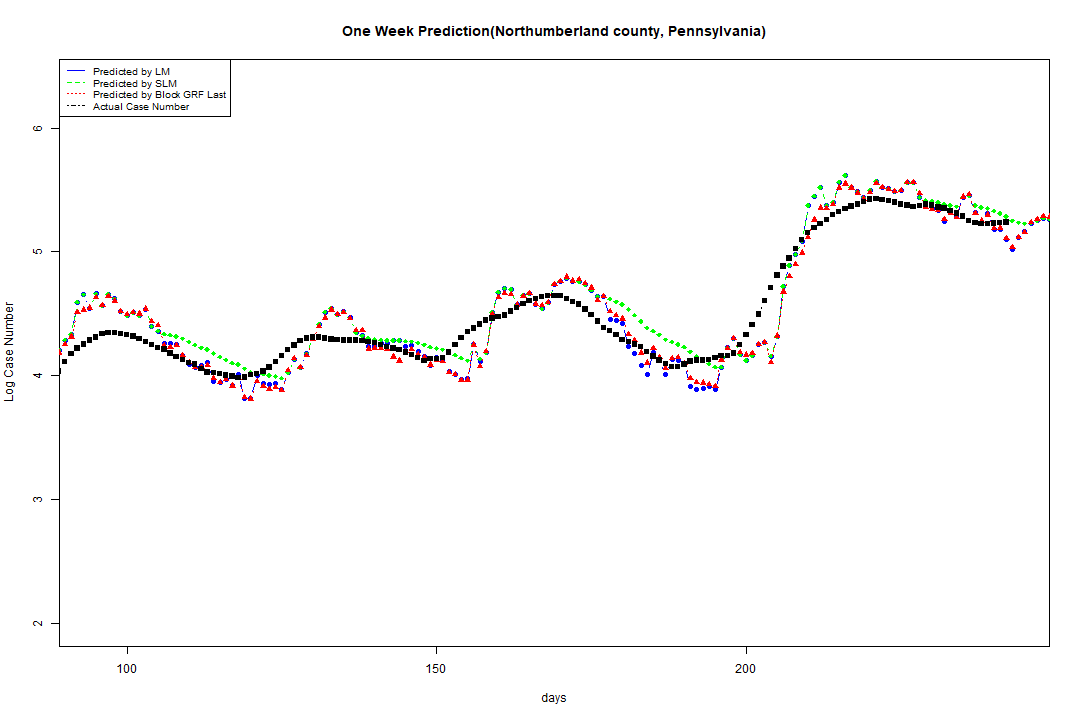 One Week Prediction(Northumberland county, Pennsylvania)
Predicted by LM
Predicted by SLM
Predicted by Block GRF Last
Actual Case Number
6
5
4
3
2
Log Case Number
100 150 200
days